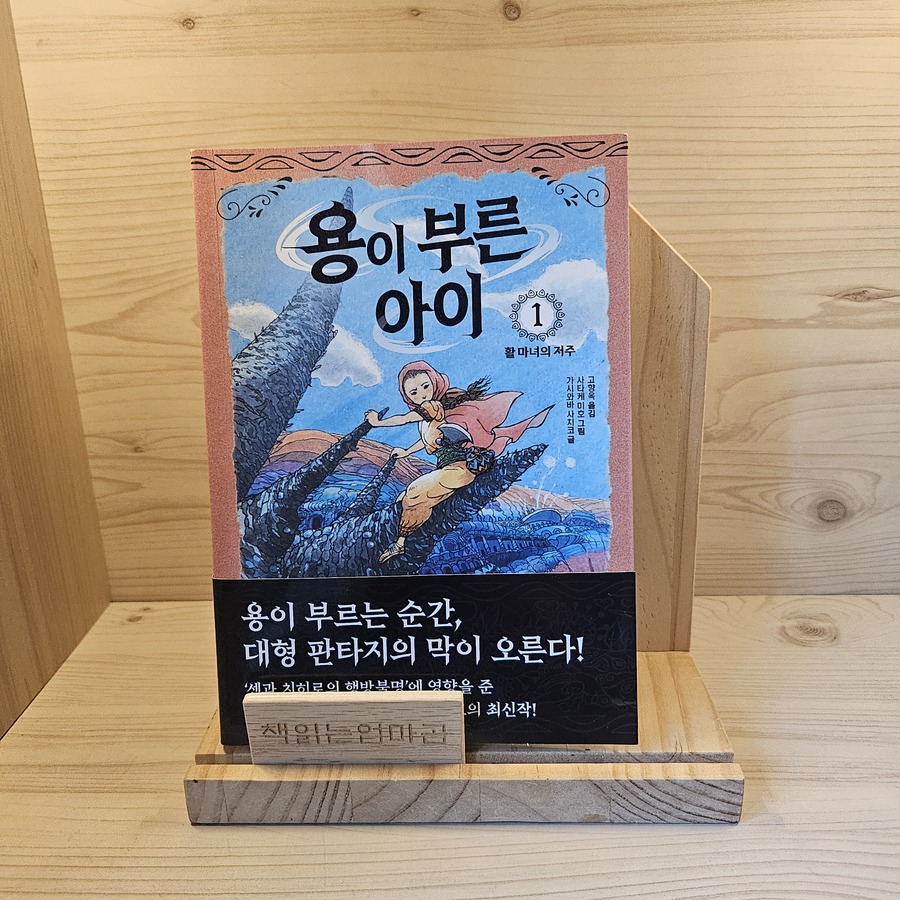 용이 부른
아이
1
활 마녀의 저주
고향옥 옮김
사타케 미호 그림
가시와바 사치코 글
용이 부르는 순간,
대형 판타지의 막이 오른다!
‘센과 치히로의 행방불명’에 영향을 준
의 최신작!
책읽는엄마곰